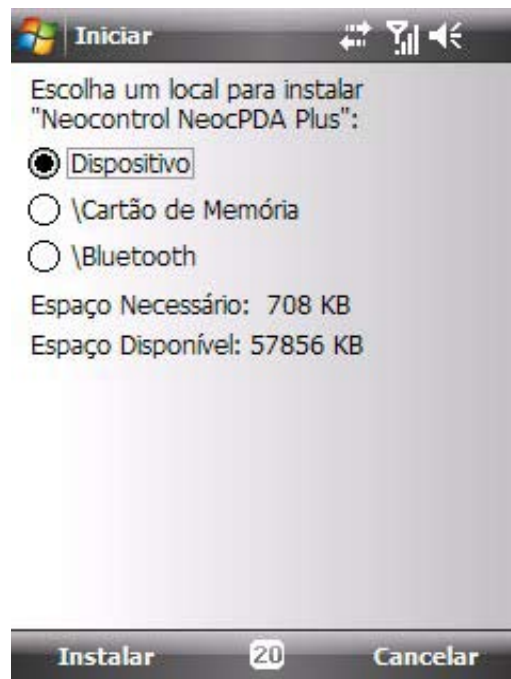 Iniciar
Escolha um local para instalar
"Neocontrol NeocPDA Plus":
Dispositivo
\Cartão de Memória
\Bluetooth
Espaço Necessário: 708 KB
Espaço Disponível: 57856 KB
Instalar 20 Cancelar